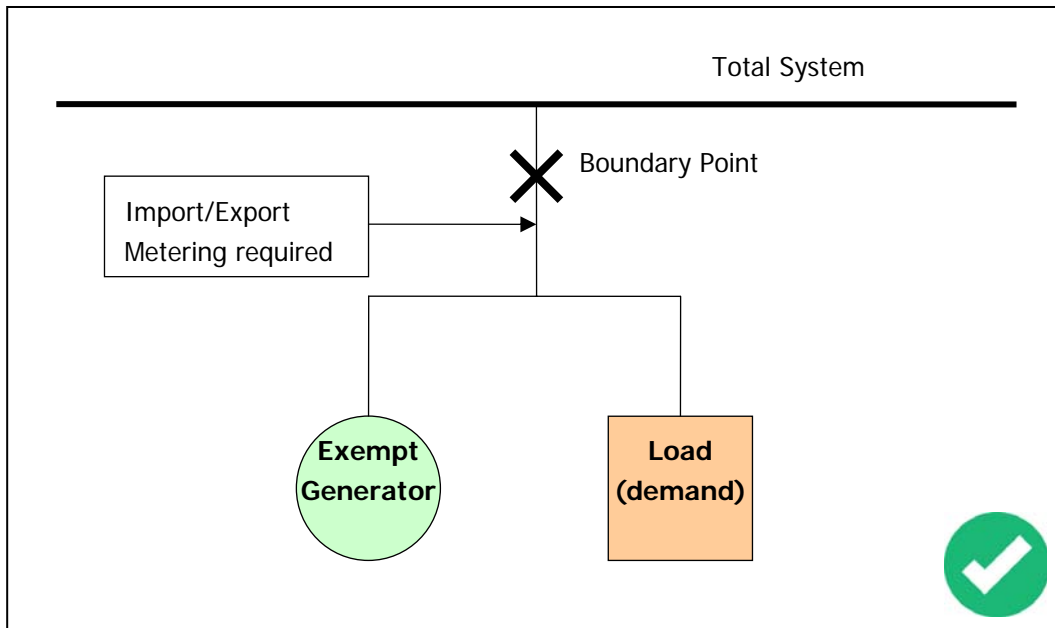 Total System
Boundary Point
Import/Export
Metering required
Exempt
Generator
Load
(demand)